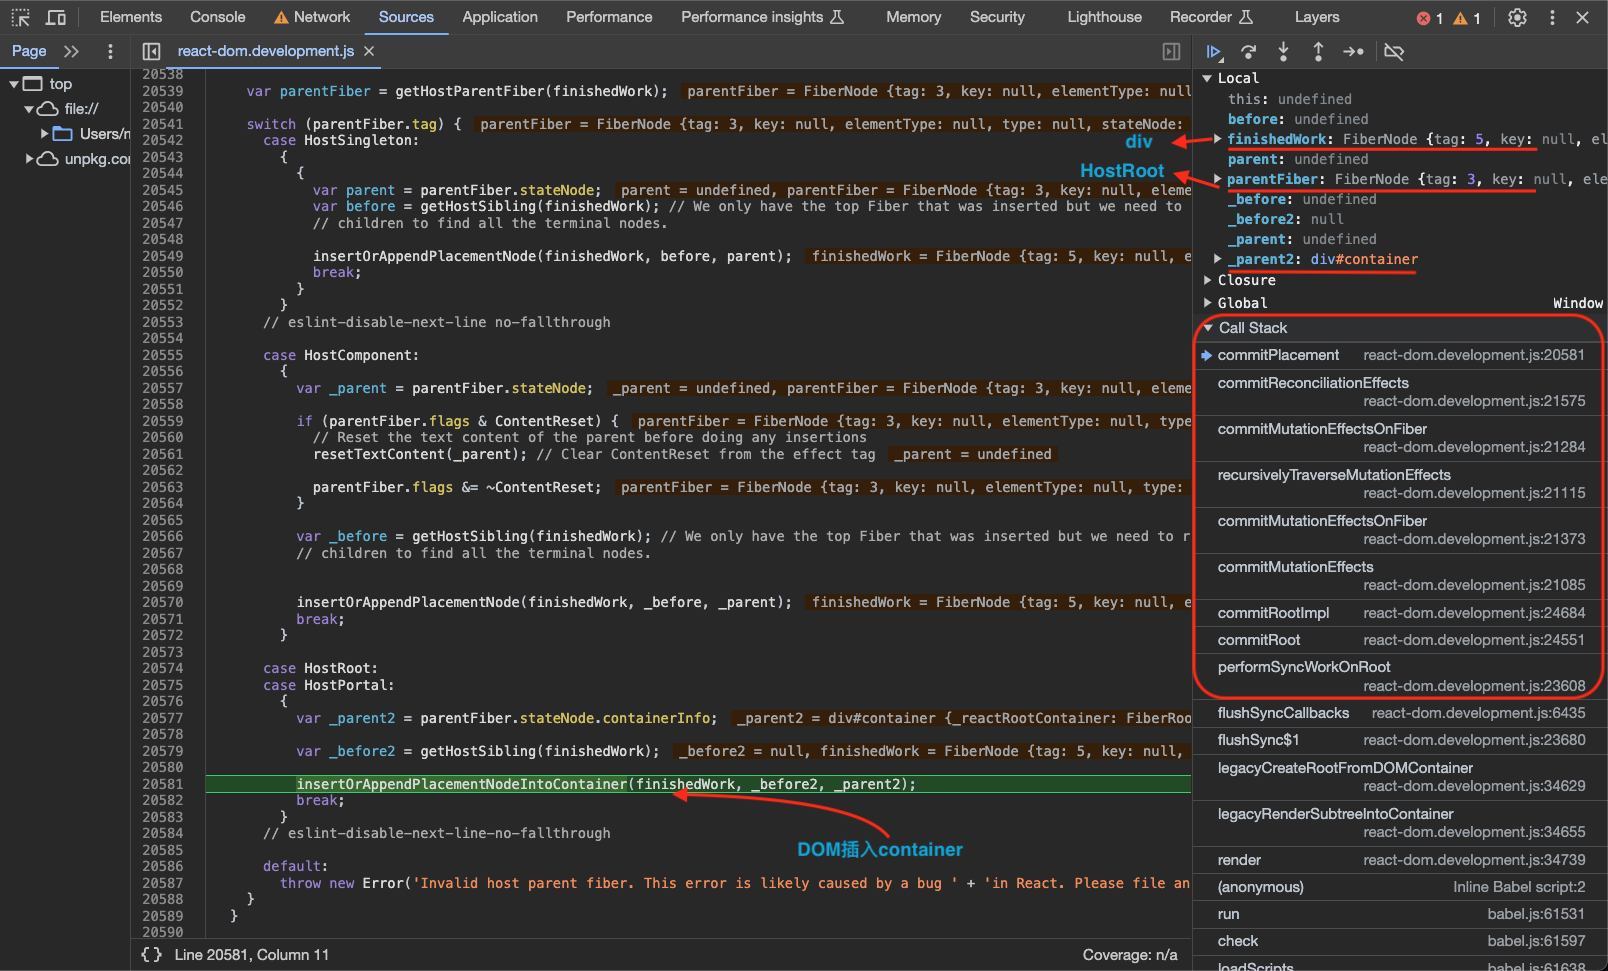 Elements Console Network Sources Application Performance Performance insights Memory Security Lighthouse Recorder Layers 1 1
Page react-dom.development.js
top
file://
Users/
unpkg.co
20538
20539 var parentFiber = getHostParentFiber(finishedWork); parentFiber = FiberNode {tag: 3, key: null, elementType: null
20540
20541 switch (parentFiber.tag) { parentFiber = FiberNode {tag: 3, key: null, elementType: null, type: null, stateNode:
20542 case HostSingleton:
20543 {
20544 {
20545 var parent = parentFiber.stateNode; parent = undefined, parentFiber = FiberNode {tag: 3, key: null, eleme
20546 var before = getHostSibling(finishedWork); // We only have the top Fiber that was inserted but we need to
20547 // children to find all the terminal nodes.
20548
20549 insertOrAppendPlacementNode(finishedWork, before, parent); finishedWork = FiberNode {tag: 5, key: null, e
20550 break;
20551 }
20552 }
20553 // eslint-disable-next-line no-fallthrough
20554
20555 case HostComponent:
20556 {
20557 var _parent = parentFiber.stateNode; _parent = undefined, parentFiber = FiberNode {tag: 3, key: null, eleme
20558
20559 if (parentFiber.flags & ContentReset) { parentFiber = FiberNode {tag: 3, key: null, elementType: null, type
20560 // Reset the text content of the parent before doing any insertions
20561 resetTextContent(_parent); // Clear ContentReset from the effect tag _parent = undefined
20562
20563 parentFiber.flags &= ~ContentReset; parentFiber = FiberNode {tag: 3, key: null, elementType: null, type:
20564 }
20565
20566 var _before = getHostSibling(finishedWork); // We only have the top Fiber that was inserted but we need to r
20567 // children to find all the terminal nodes.
20568
20569
20570 insertOrAppendPlacementNode(finishedWork, _before, _parent); finishedWork = FiberNode {tag: 5, key: null, e
20571 break;
20572 }
20573
20574 case HostRoot:
20575 case HostPortal:
20576 {
20577 var _parent2 = parentFiber.stateNode.containerInfo; _parent2 = div#container {_reactRootContainer: FiberRoo
20578
20579 var _before2 = getHostSibling(finishedWork); _before2 = null, finishedWork = FiberNode {tag: 5, key: null,
20580
20581 insertOrAppendPlacementNodeIntoContainer(finishedWork, _before2, _parent2);
20582 break;
20583 }
20584 // eslint-disable-next-line-no-fallthrough
20585
20586 default:
20587 throw new Error('Invalid host parent fiber. This error is likely caused by a bug ' + 'in React. Please file an
20588 }
20589 }
20590
div
HostRoot
DOM插入container
{} Line 20581, Column 11 Coverage: n/a
Local
this: undefined
before: undefined
finishedWork: FiberNode {tag: 5, key: null, el
parent: undefined
parentFiber: FiberNode {tag: 3, key: null, ele
_before: undefined
_before2: null
_parent: undefined
_parent2: div#container
Closure
Global Window
Call Stack
commitPlacement react-dom.development.js:20581
commitReconciliationEffects
react-dom.development.js:21575
commitMutationEffectsOnFiber
react-dom.development.js:21284
recursivelyTraverseMutationEffects
react-dom.development.js:21115
commitMutationEffectsOnFiber
react-dom.development.js:21373
commitMutationEffects
react-dom.development.js:21085
commitRootImpl react-dom.development.js:24684
commitRoot react-dom.development.js:24551
performSyncWorkOnRoot
react-dom.development.js:23608
flushSyncCallbacks react-dom.development.js:6435
flushSync$1 react-dom.development.js:23680
legacyCreateRootFromDOMContainer
react-dom.development.js:34629
legacyRenderSubtreeIntoContainer
react-dom.development.js:34655
render react-dom.development.js:34739
(anonymous) Inline Babel script:2
run babel.js:61531
check babel.js:61597
loadScripts babel.js:61638